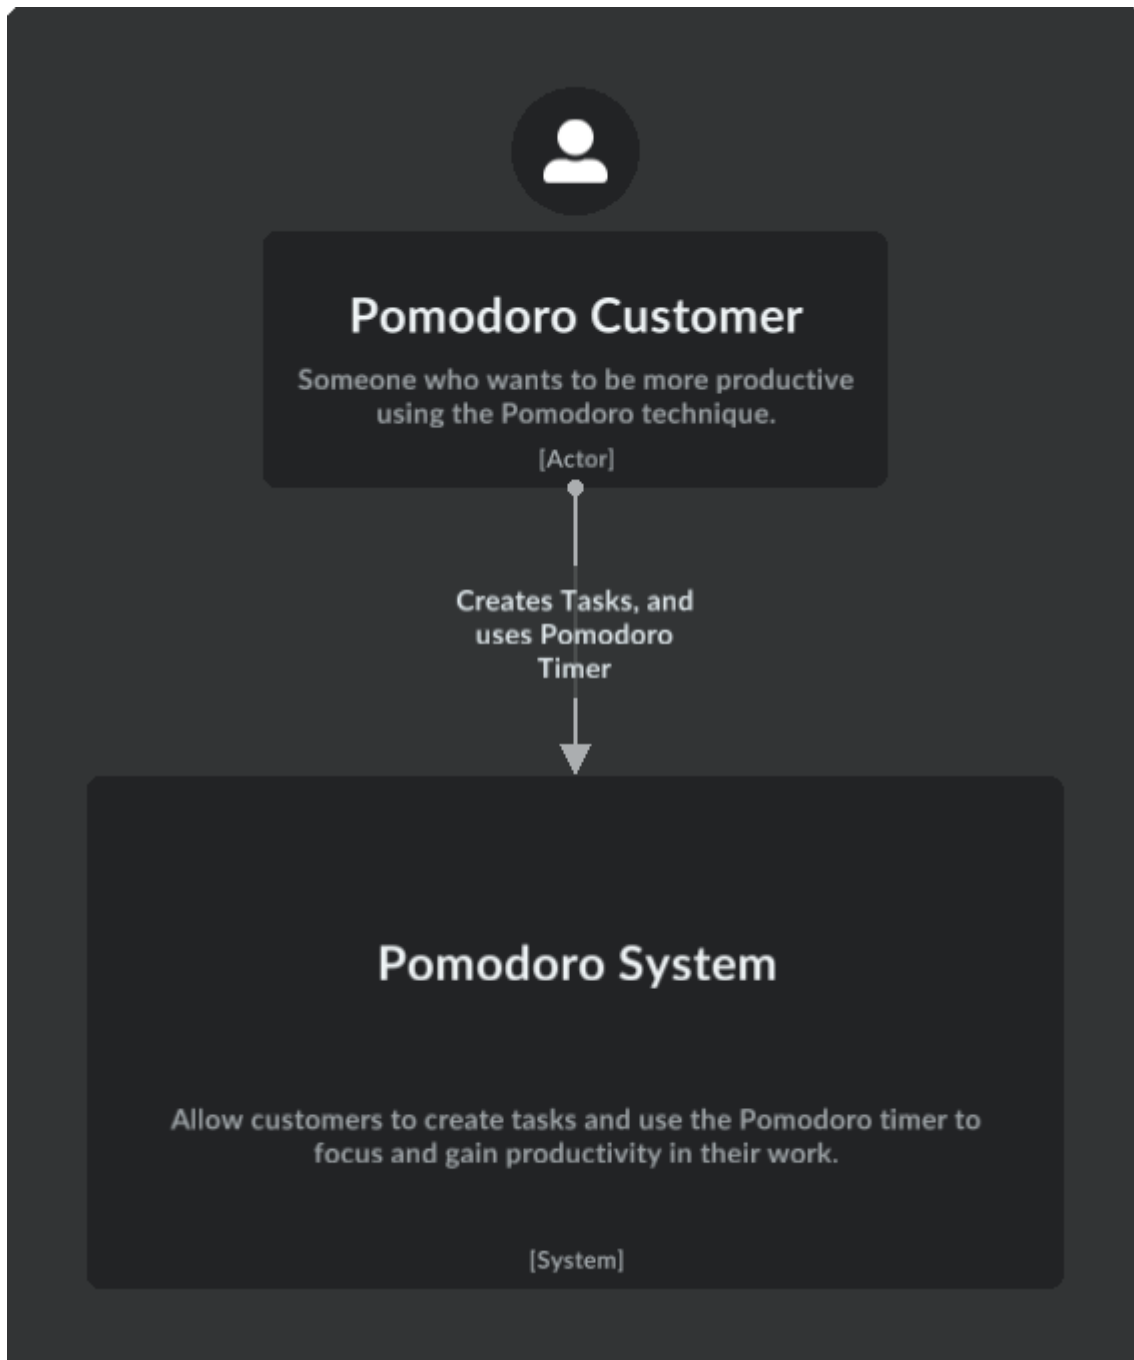 Pomodoro Customer
Someone who wants to be more productive
using the Pomodoro technique.
[Actor]
Creates Tasks, and
uses Pomodoro
Timer
Pomodoro System
Allow customers to create tasks and use the Pomodoro timer to
focus and gain productivity in their work.
[System]